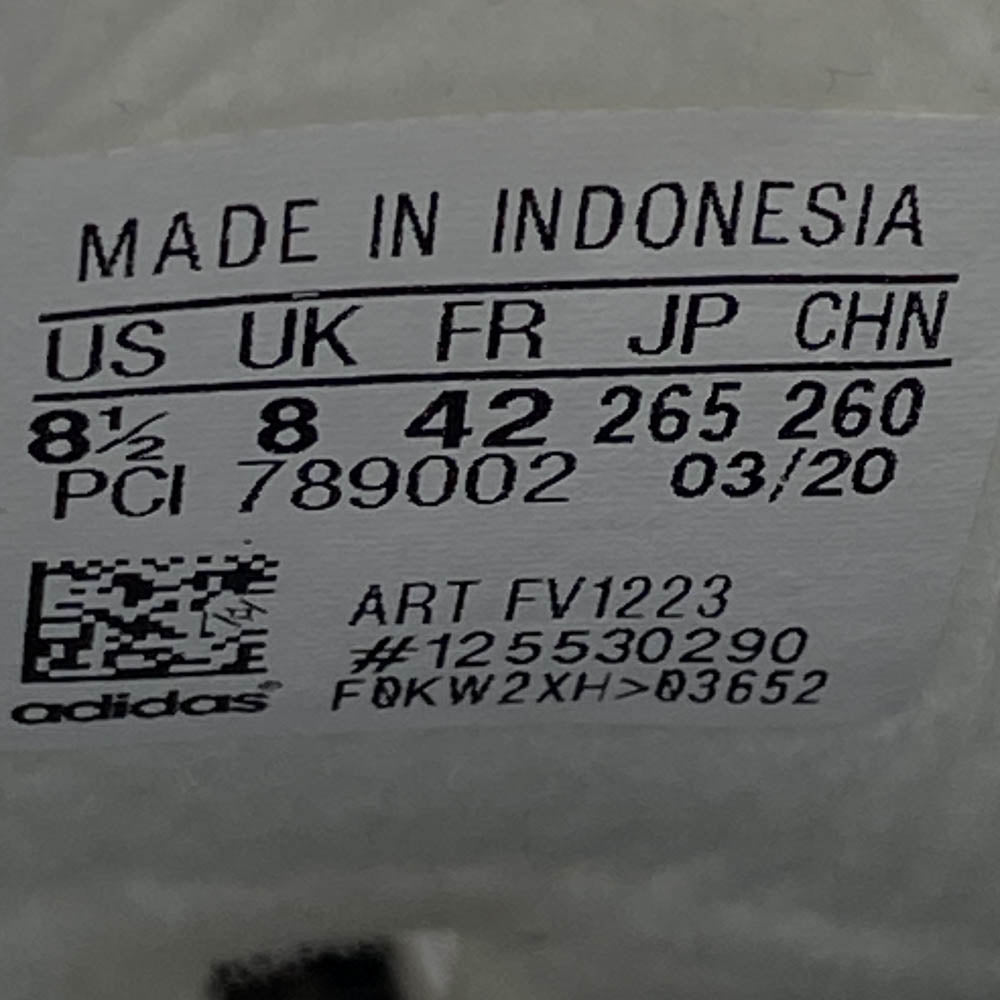 MADE IN INDONESIA
US UK FR JP CHN
8½ 8 42 265 260
PCI 789002 03/20
ART FV1223
#125530290
F0KW2XH>03652
adidas